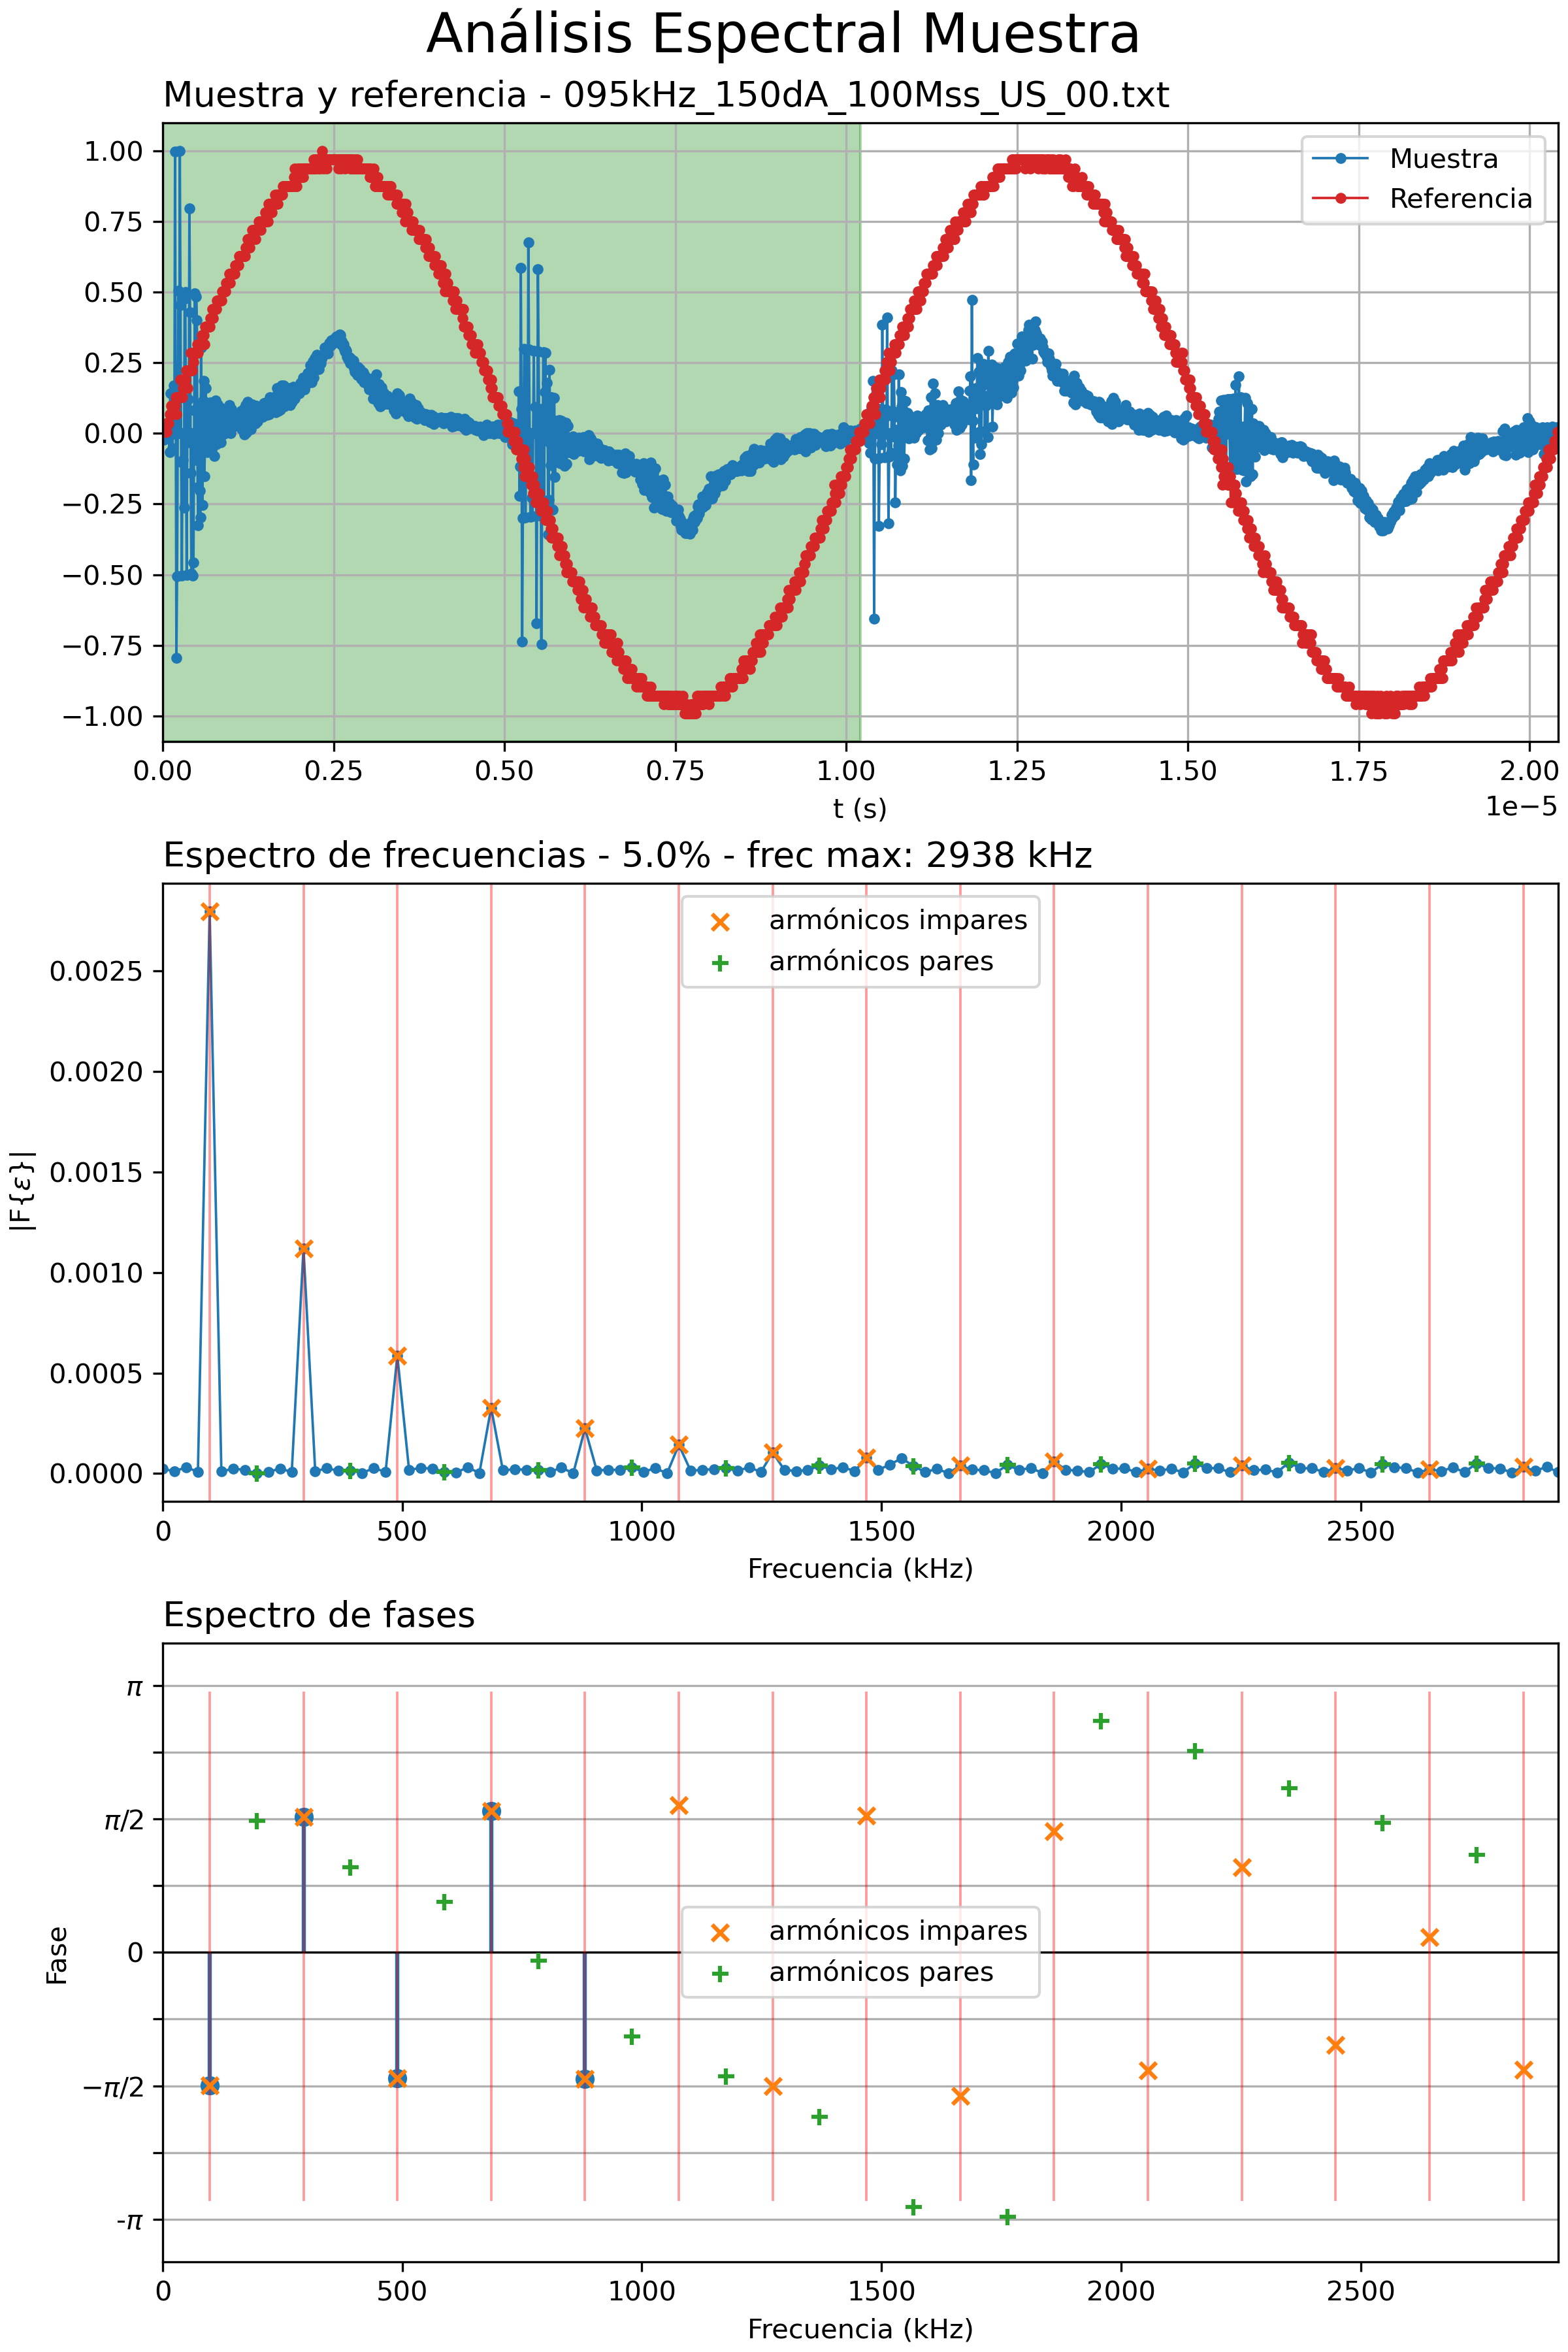 Análisis Espectral Muestra
Muestra y referencia - 095kHz_150dA_100Mss_US_00.txt
1.00
0.75
0.50
0.25
0.00
−0.25
−0.50
−0.75
−1.00
Muestra
Referencia
0.00 0.25 0.50 0.75 1.00 1.25 1.50 1.75 2.00
1e−5
t (s)
Espectro de frecuencias - 5.0% - frec max: 2938 kHz
armónicos impares
armónicos pares
0.0025
0.0020
0.0015
0.0010
0.0005
0.0000
|F{ε}|
0 500 1000 1500 2000 2500
Frecuencia (kHz)
Espectro de fases
π
π/2
0
−π/2
-π
Fase
armónicos impares
armónicos pares
0 500 1000 1500 2000 2500
Frecuencia (kHz)